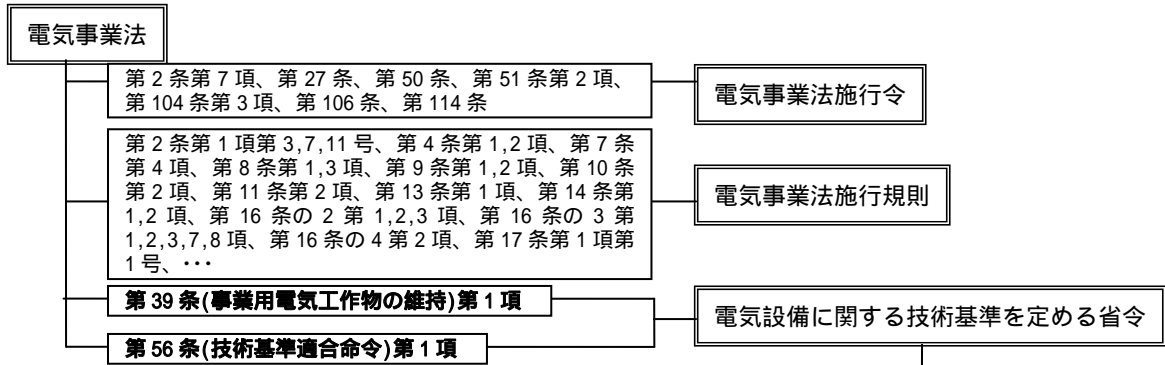 電気事業法
第2条第7項、第27条、第50条、第51条第2項、
第104条第3項、第106条、第114条
電気事業法施行令
第2条第1項第3,7,11号、第4条第1,2項、第7条
第4項、第8条第1,3項、第9条第1,2項、第10条
第2項、第11条第2項、第13条第1項、第14条第
1,2項、第16条の2第1,2,3項、第16条の3第
1,2,3,7,8項、第16条の4第2項、第17条第1項第
1号、・・・
電気事業法施行規則
第39条(事業用電気工作物の維持)第1項
電気設備に関する技術基準を定める省令
第56条(技術基準適合命令)第1項